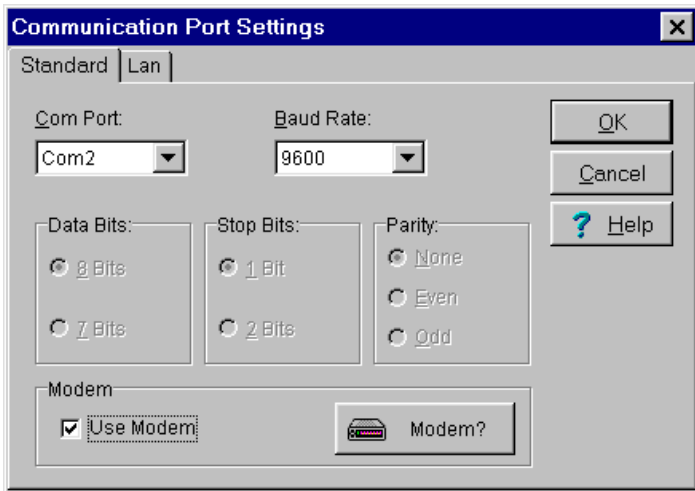 Communication Port Settings
Standard Lan
Com Port: Baud Rate:
Com2 9600
OK
Cancel
? Help
Data Bits: Stop Bits: Parity:
8 Bits 1 Bit None
Even
7 Bits 2 Bits Odd
Modem
Use Modem Modem?